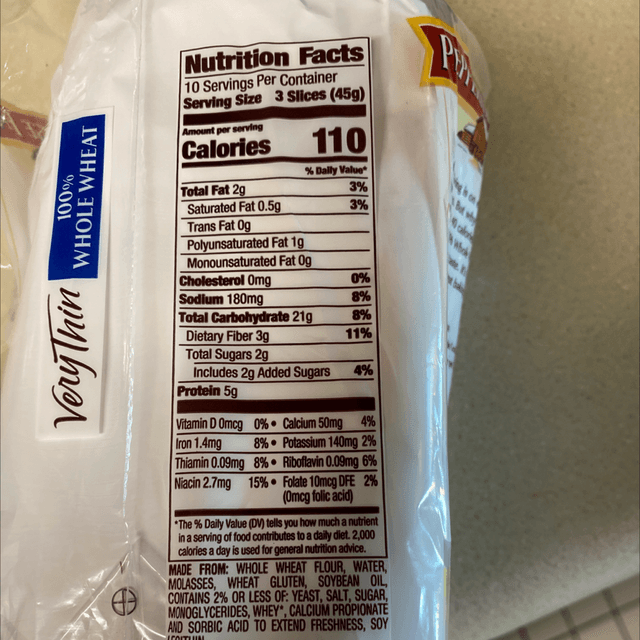 Nutrition Facts
10 Servings Per Container
Serving Size 3 Slices (45g)
Amount per serving
Calories 110
% Daily Value*
Total Fat 2g 3%
Saturated Fat 0.5g 3%
Trans Fat 0g
Polyunsaturated Fat 1g
Monounsaturated Fat 0g
Cholesterol 0mg 0%
Sodium 180mg 8%
Total Carbohydrate 21g 8%
Dietary Fiber 3g 11%
Total Sugars 2g
Includes 2g Added Sugars 4%
Protein 5g
Vitamin D 0mcg 0% • Calcium 50mg 4%
Iron 1.4mg 8% • Potassium 140mg 2%
Thiamin 0.09mg 8% • Riboflavin 0.09mg 6%
Niacin 2.7mg 15% • Folate 10mcg DFE 2%
(0mcg folic acid)
*The % Daily Value (DV) tells you how much a nutrient
in a serving of food contributes to a daily diet. 2,000
calories a day is used for general nutrition advice.
MADE FROM: WHOLE WHEAT FLOUR, WATER,
MOLASSES, WHEAT GLUTEN, SOYBEAN OIL,
CONTAINS 2% OR LESS OF: YEAST, SALT, SUGAR,
MONOGLYCERIDES, WHEY*, CALCIUM PROPIONATE
AND SORBIC ACID TO EXTEND FRESHNESS, SOY
Very Thin
100%
WHOLE WHEAT